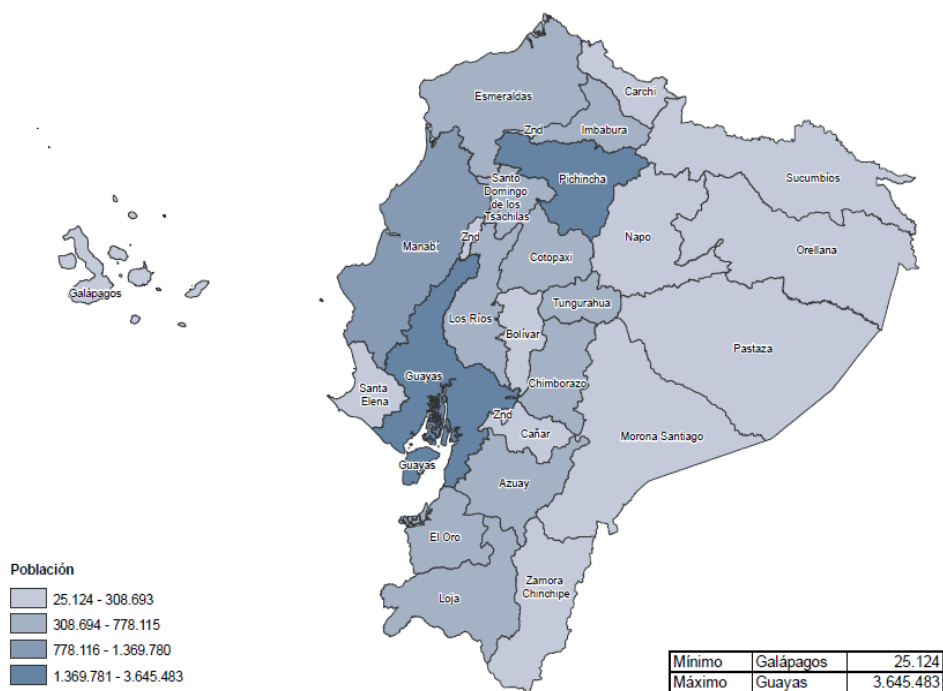 Carchi
Esmeraldas
Znd
Imbabura
Pichincha
Santo
Domingo
de los
Tsáchilas
Sucumbíos
Znd
Napo
Manabí
Orellana
Cotopaxi
Galápagos
Tungurahua
Los Ríos
Bolívar
Pastaza
Guayas
Chimborazo
Santa
Elena
Znd
Cañar
Morona Santiago
Guayas
Azuay
El Oro
Zamora
Chinchipe
Loja
Población
25.124 - 308.693
308.694 - 778.115
778.116 - 1.369.780
1.369.781 - 3.645.483
Mínimo Galápagos 25.124
Máximo Guayas 3.645.483